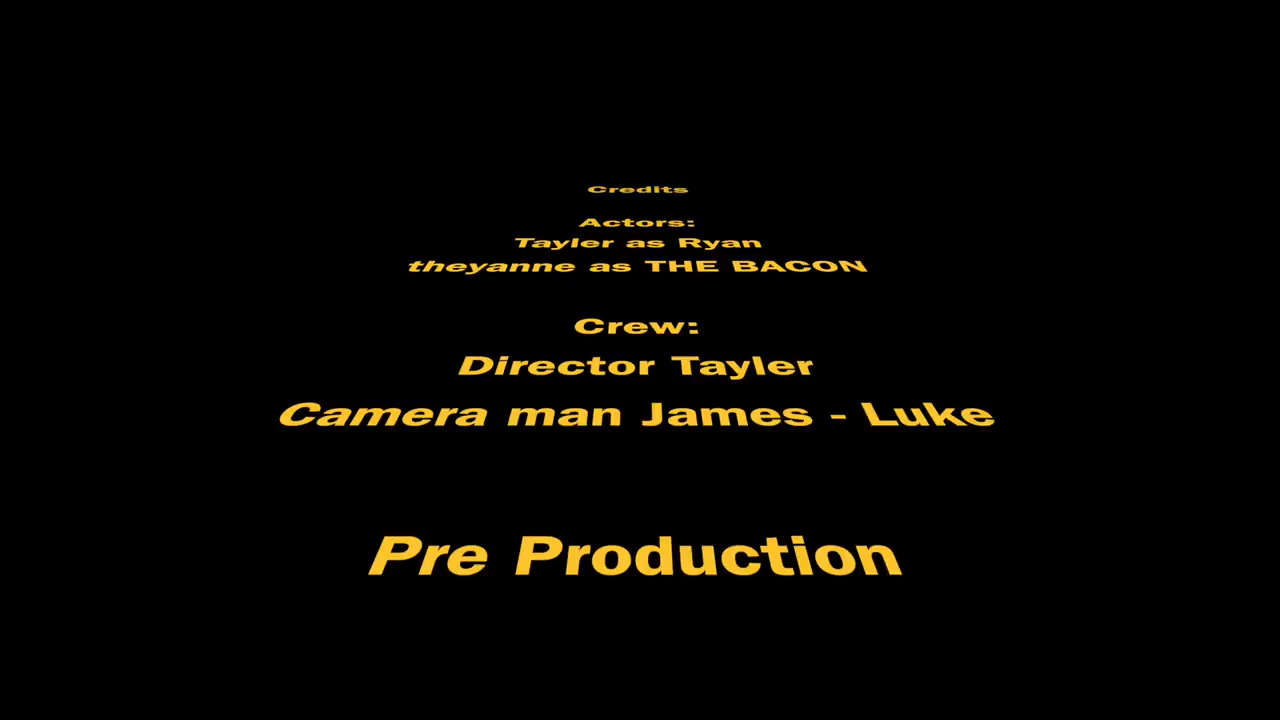 Credits
Actors:
Tayler as Ryan
theyanne as THE BACON
Crew:
Director Tayler
Camera man James - Luke
Pre Production